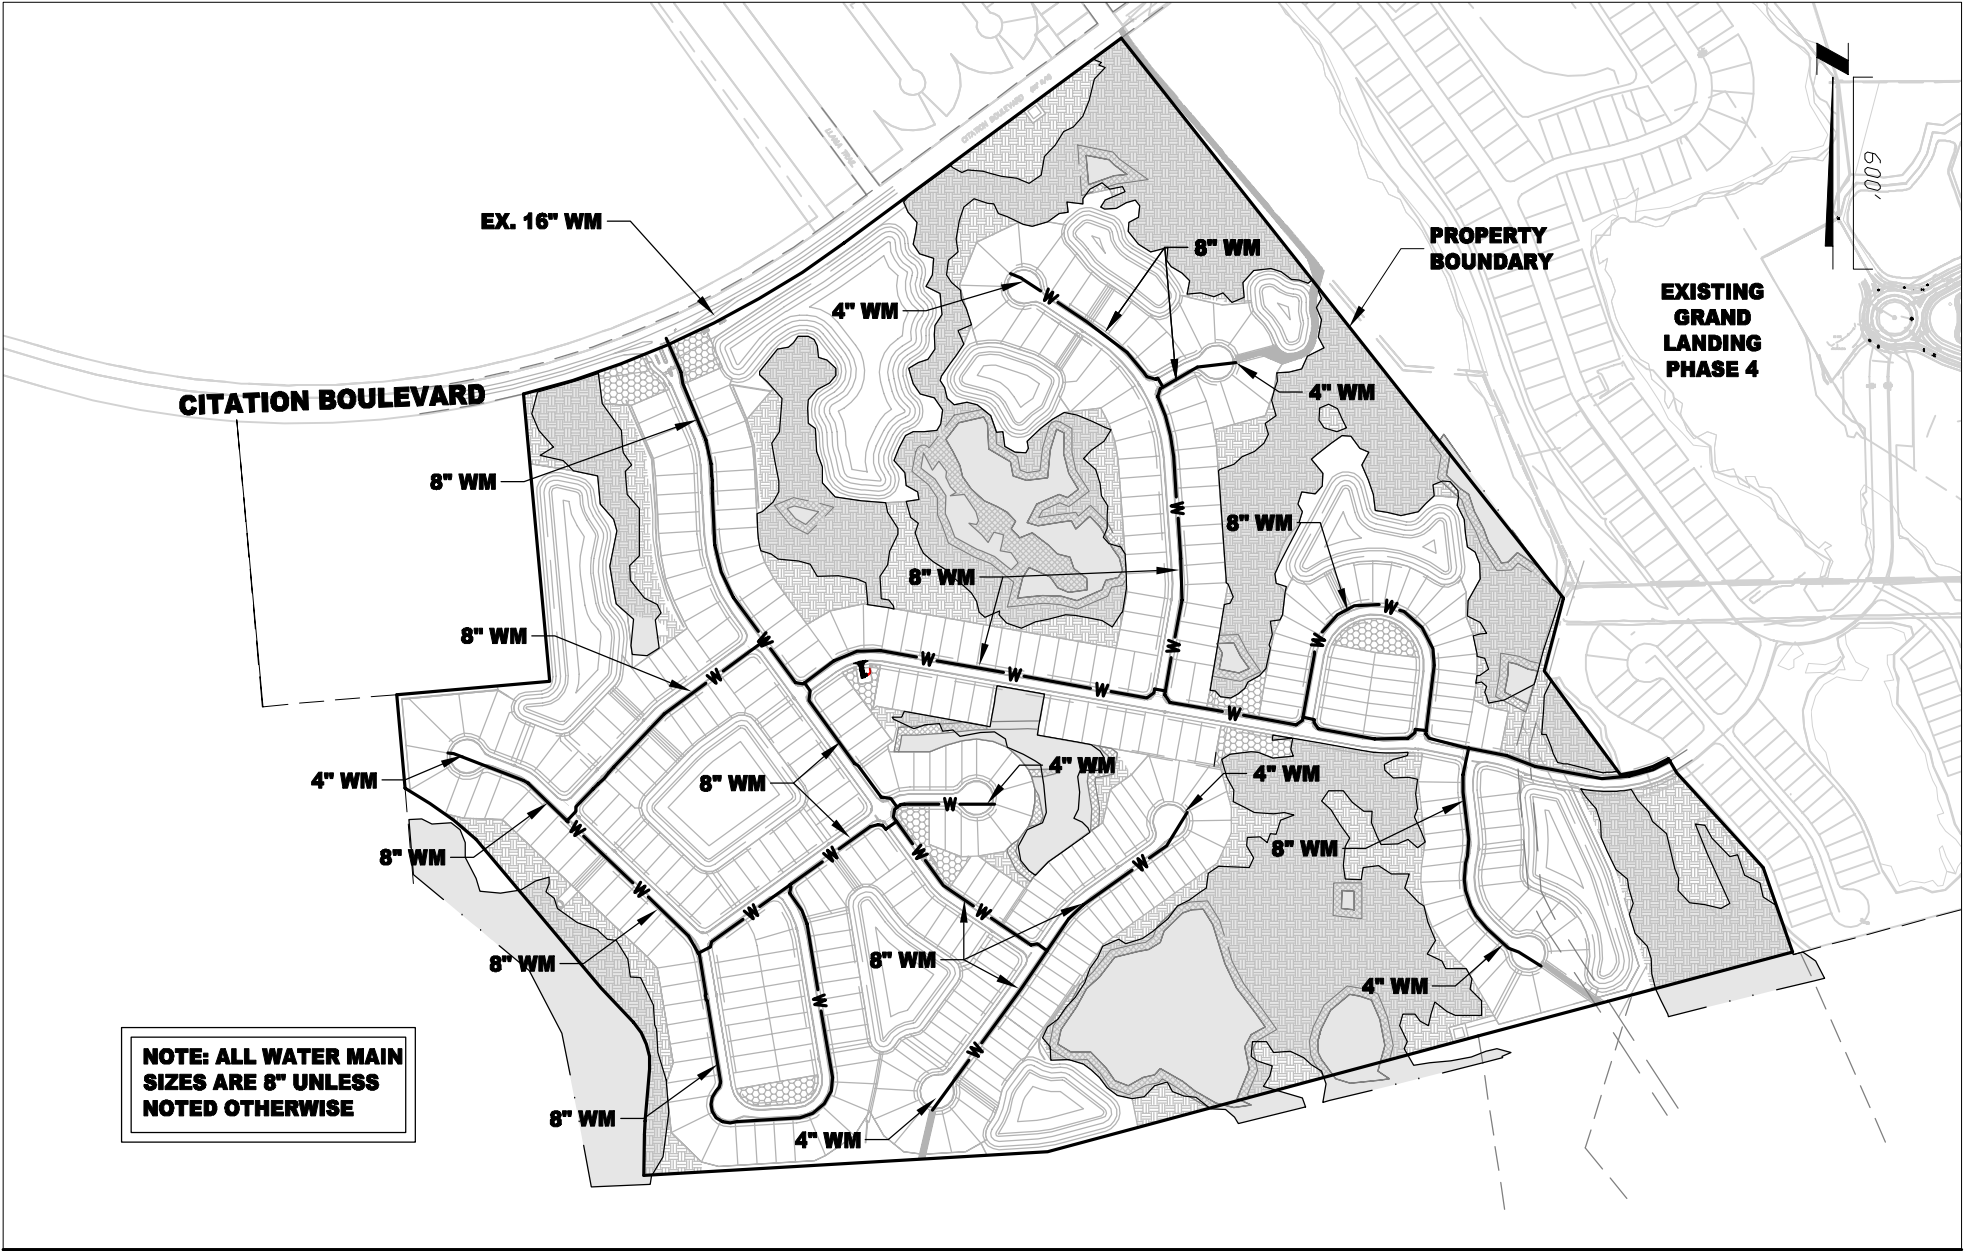 CITATION BOULEVARD 60' R/W
EX. 16" WM
8" WM
PROPERTY
BOUNDARY
600'
4" WM
EXISTING
GRAND
LANDING
PHASE 4
CITATION BOULEVARD
4" WM
8" WM
8" WM
W
W
8" WM
8" WM
W
W
W
W
W
W
W
W
W
W
4" WM
8" WM
4" WM
4" WM
W
8" WM
W
8" WM
W
W
W
W
W
W
8" WM
8" WM
4" WM
W
W
NOTE: ALL WATER MAIN
SIZES ARE 8" UNLESS
NOTED OTHERWISE
8" WM
4" WM